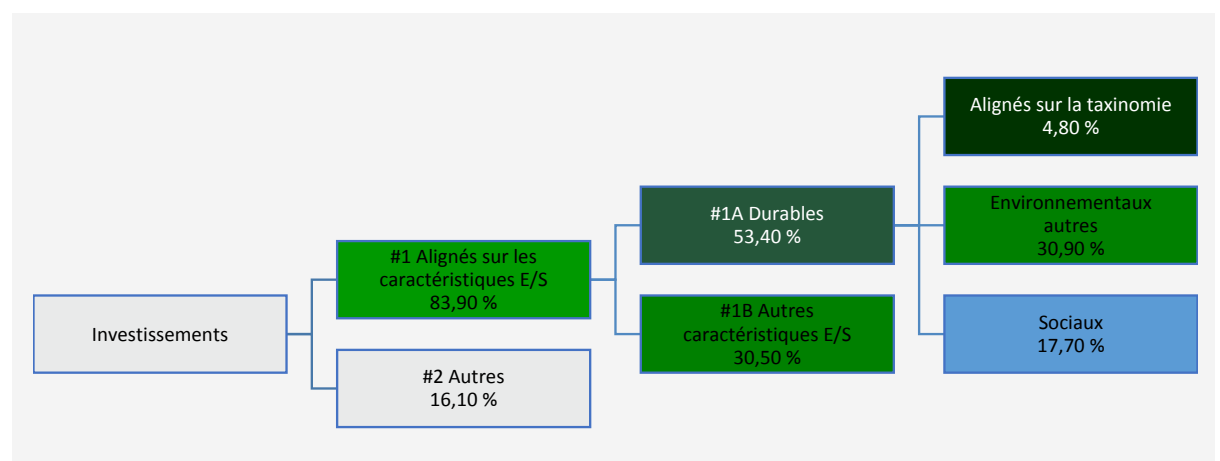 Investissements
#1 Alignés sur les
caractéristiques E/S
83,90 %
#2 Autres
16,10 %
#1A Durables
53,40 %
#1B Autres
caractéristiques E/S
30,50 %
Alignés sur la taxinomie
4,80 %
Environnementaux
autres
30,90 %
Sociaux
17,70 %